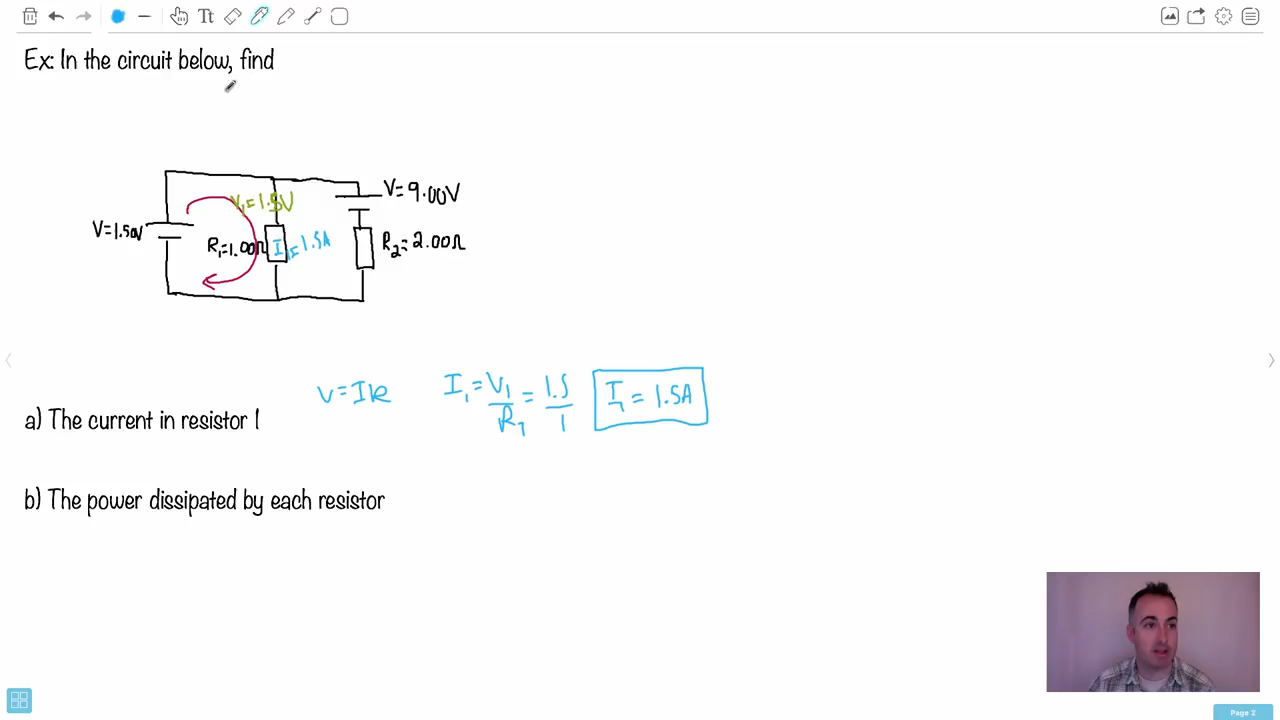 Tt
Ex: In the circuit below, find
V=9.00V
V₁=1.5V
V=1.50V
R₁=1.00Ω
I₁=1.5A
R₂=2.00Ω
V=IR I₁=V₁/R₁=1.5/1 I₁=1.5A
a) The current in resistor 1
b) The power dissipated by each resistor
Page 2